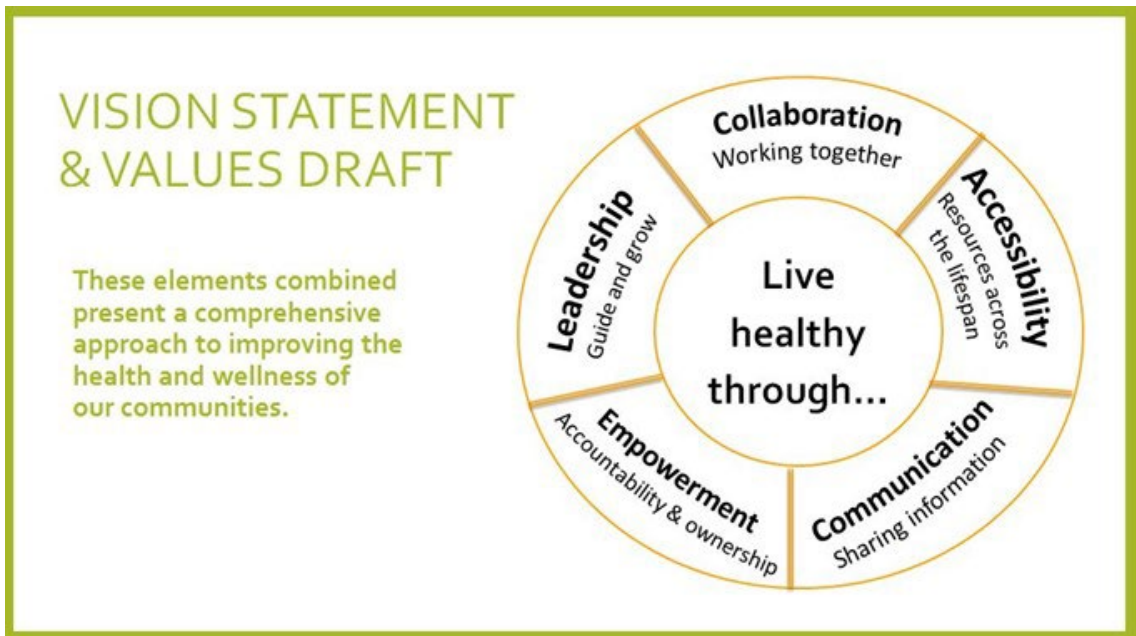 VISION STATEMENT
& VALUES DRAFT
These elements combined
present a comprehensive
approach to improving the
health and wellness of
our communities.
Live
healthy
through...
Collaboration
Working together
Accessibility
Resources across
the lifespan
Communication
Sharing information
Empowerment
Accountability & ownership
Leadership
Guide and grow